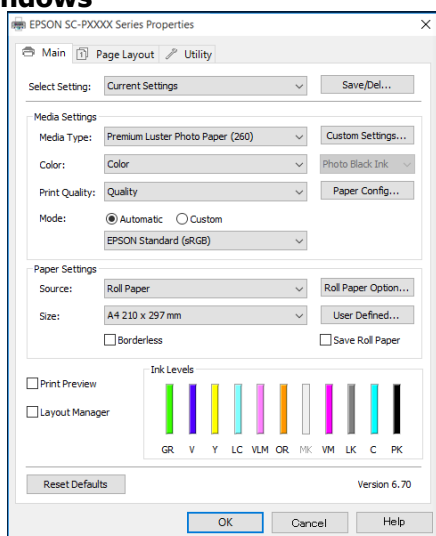 ndows
EPSON SC-PXXXX Series Properties
Main Page Layout Utility
Select Setting: Current Settings Save/Del...
Media Settings
Media Type: Premium Luster Photo Paper (260) Custom Settings...
Color: Color Photo Black Ink
Print Quality: Quality Paper Config...
Mode: Automatic Custom
EPSON Standard (sRGB)
Paper Settings
Source: Roll Paper Roll Paper Option...
Size: A4 210 x 297 mm User Defined...
Borderless Save Roll Paper
Ink Levels
Print Preview
Layout Manager
GR V Y LC VLM OR MK VM LK C PK
Reset Defaults Version 6.70
OK Cancel Help